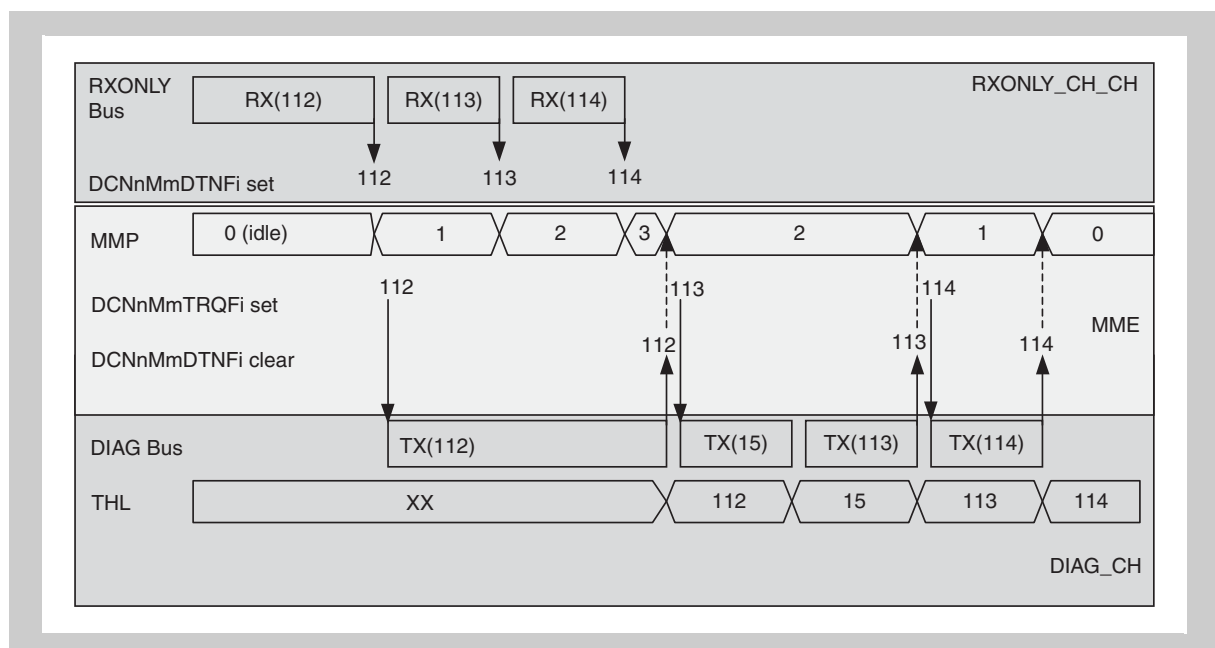 RXONLY
Bus
RX(112) RX(113) RX(114)
RXONLY_CH_CH
DCNnMmDTNFi set 112 113 114
MMP 0 (idle) 1 2 3 2 1 0
112 113 114
DCNnMmTRQFi set
MME
112 113 114
DCNnMmDTNFi clear
DIAG Bus TX(112) TX(15) TX(113) TX(114)
THL XX 112 15 113 114
DIAG_CH